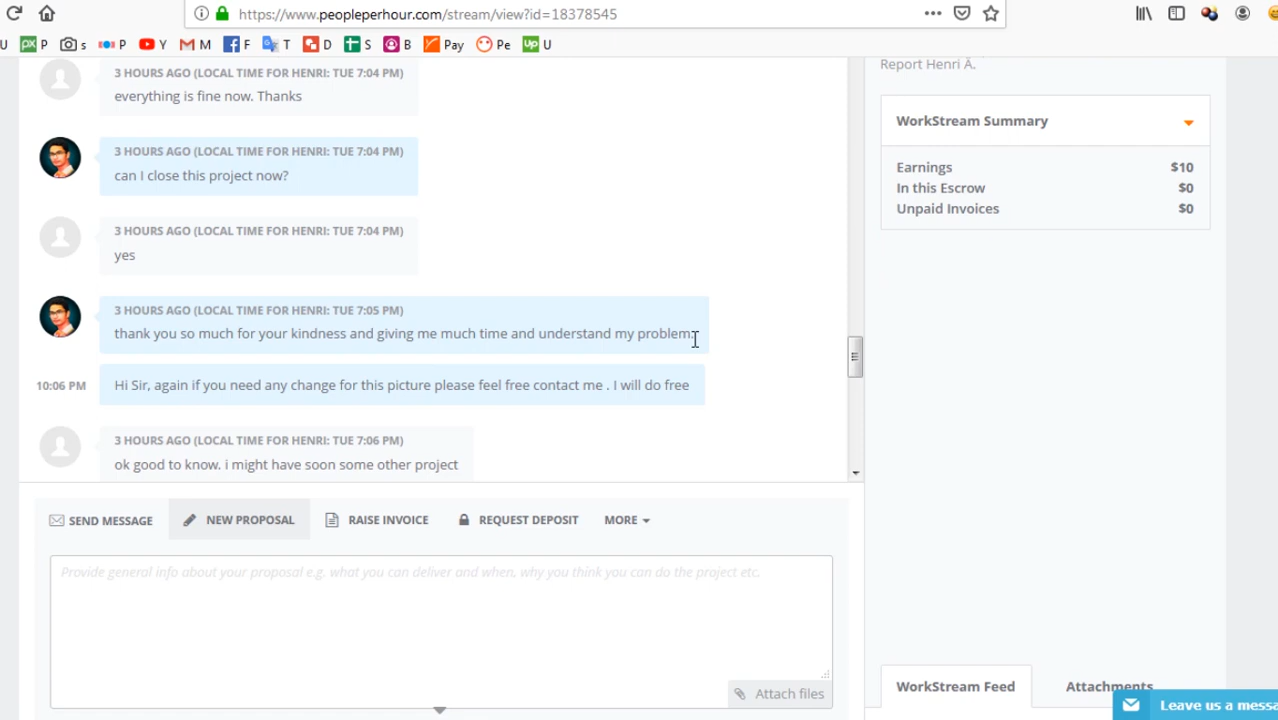 https://www.peopleperhour.com/stream/view?id=18378545
U P s P M F T D S B Pay Pe U
3 HOURS AGO (LOCAL TIME FOR HENRI: TUE 7:04 PM)
everything is fine now. Thanks
3 HOURS AGO (LOCAL TIME FOR HENRI: TUE 7:04 PM)
can I close this project now?
3 HOURS AGO (LOCAL TIME FOR HENRI: TUE 7:04 PM)
yes
3 HOURS AGO (LOCAL TIME FOR HENRI: TUE 7:05 PM)
thank you so much for your kindness and giving me much time and understand my problem.
10:06 PM Hi Sir, again if you need any change for this picture please feel free contact me . I will do free
3 HOURS AGO (LOCAL TIME FOR HENRI: TUE 7:06 PM)
ok good to know. i might have soon some other project
SEND MESSAGE NEW PROPOSAL RAISE INVOICE REQUEST DEPOSIT MORE
Provide general info about your proposal e.g. what you can deliver and when, why you think you can do the project etc.
Attach files
Report Henri Ä.
WorkStream Summary
Earnings $10
In this Escrow $0
Unpaid Invoices $0
WorkStream Feed Attachments
Leave us a messa